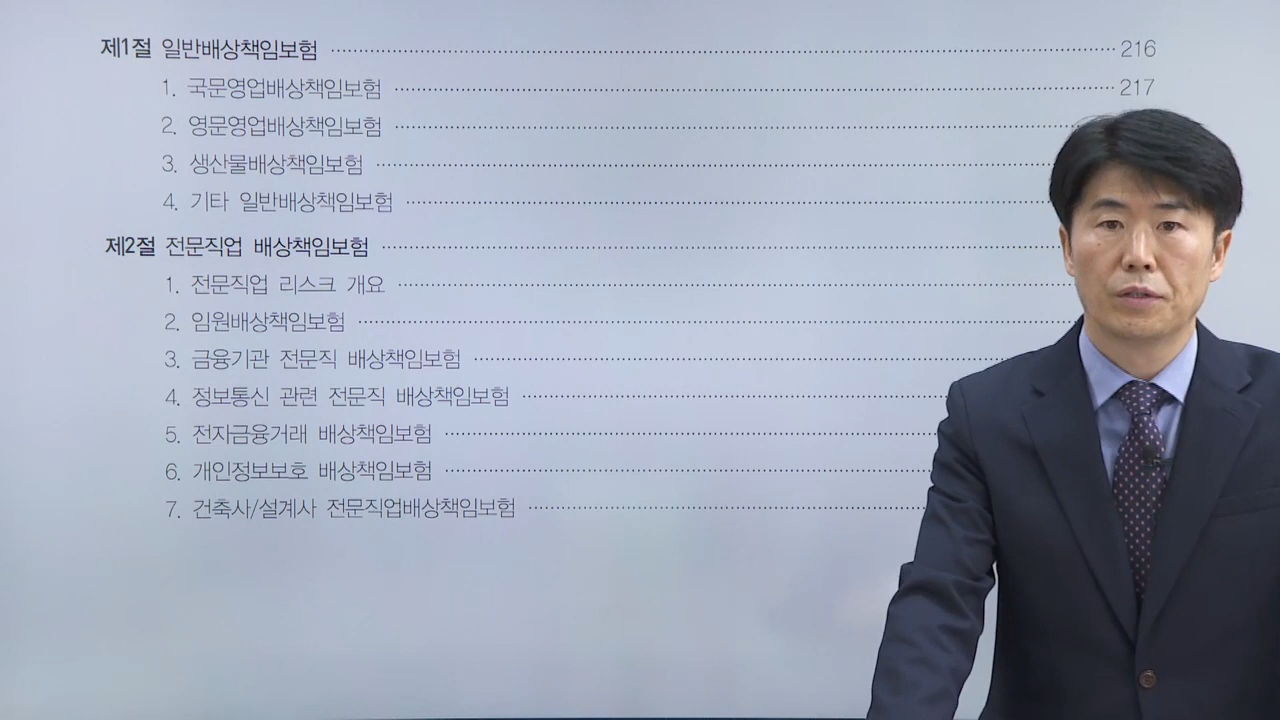 제1절 일반배상책임보험 216
1. 국문영업배상책임보험 217
2. 영문영업배상책임보험
3. 생산물배상책임보험
4. 기타 일반배상책임보험
제2절 전문직업 배상책임보험
1. 전문직업 리스크 개요
2. 임원배상책임보험
3. 금융기관 전문직 배상책임보험
4. 정보통신 관련 전문직 배상책임보험
5. 전자금융거래 배상책임보험
6. 개인정보보호 배상책임보험
7. 건축사/설계사 전문직업배상책임보험